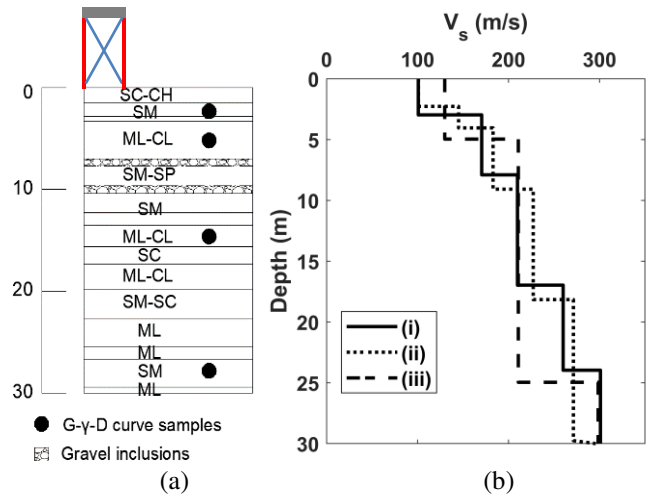 0
SC-CH
SM
ML-CL
SM-SP
10
SM
ML-CL
SC
ML-CL
20
SM-SC
ML
ML
SM
30
ML
G-γ-D curve samples
Gravel inclusions
(a)
V_s (m/s)
0 100 200 300
0
5
10
15
20
25
30
Depth (m)
(i)
(ii)
(iii)
(b)